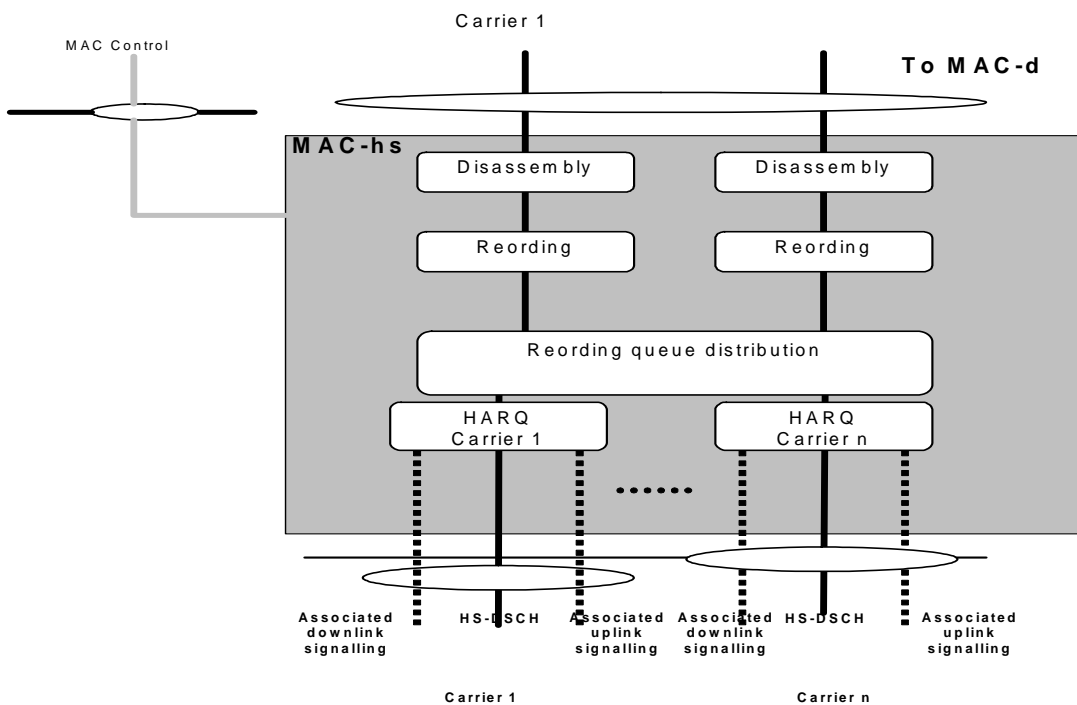 Carrier 1
MAC Control
To MAC-d
MAC-hs
Disassembly
Disassembly
Reording
Reording
Reording queue distribution
HARQ
Carrier 1
HARQ
Carrier n
Associated
downlink
signalling
HS-DSCH
Associated
uplink
signalling
Associated
downlink
signalling
HS-DSCH
Associated
uplink
signalling
Carrier 1
Carrier n